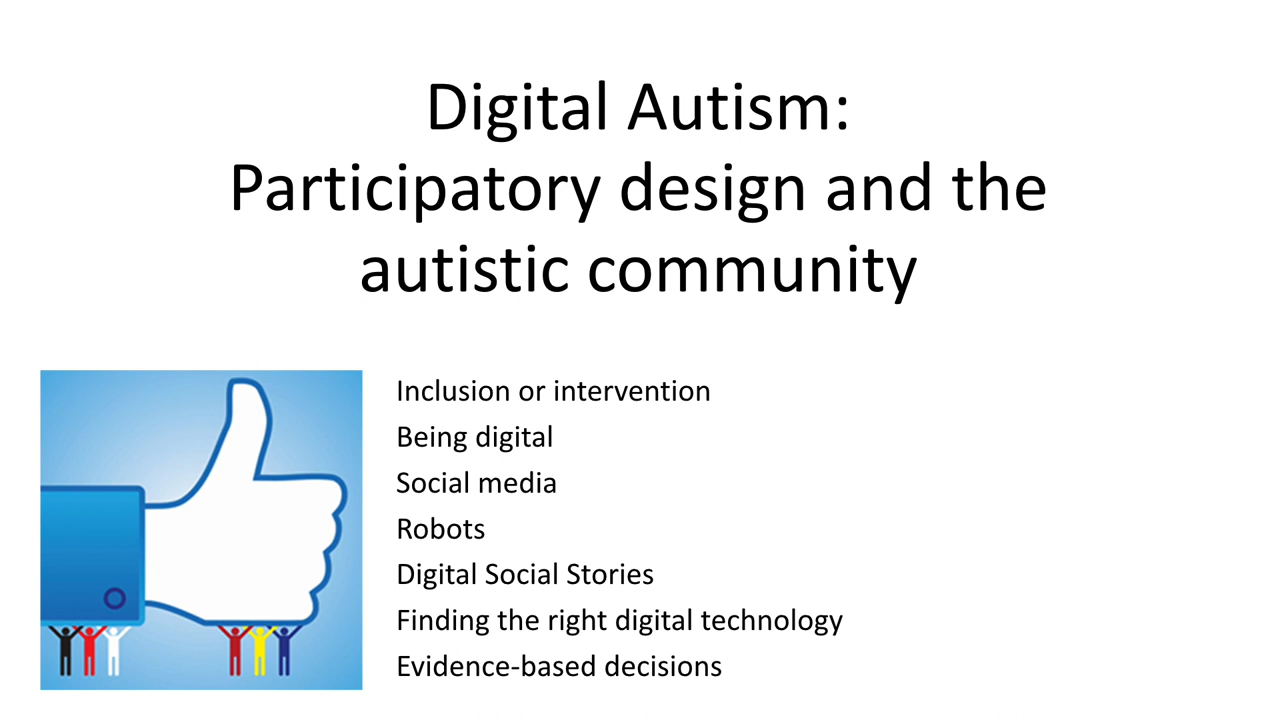 Digital Autism:
Participatory design and the
autistic community
Inclusion or intervention
Being digital
Social media
Robots
Digital Social Stories
Finding the right digital technology
Evidence-based decisions